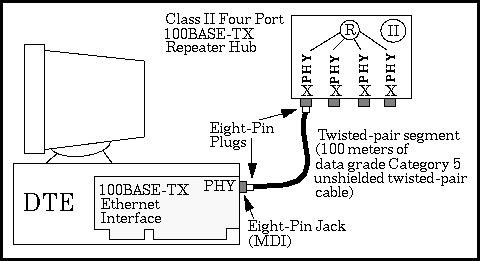 Class II Four Port
100BASE-TX
Repeater Hub
R
II
PHY PHY PHY PHY
X X X X
Eight-Pin
Plugs
Twisted-pair segment
(100 meters of
data grade Category 5
unshielded twisted-pair
cable)
DTE
100BASE-TX PHY
Ethernet
Interface
Eight-Pin Jack
(MDI)